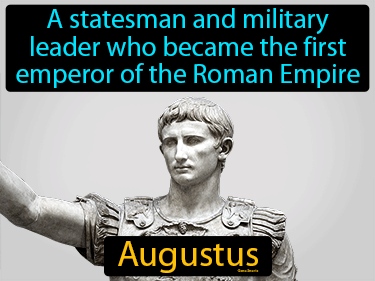 A statesman and military
leader who became the first
emperor of the Roman Empire
Augustus